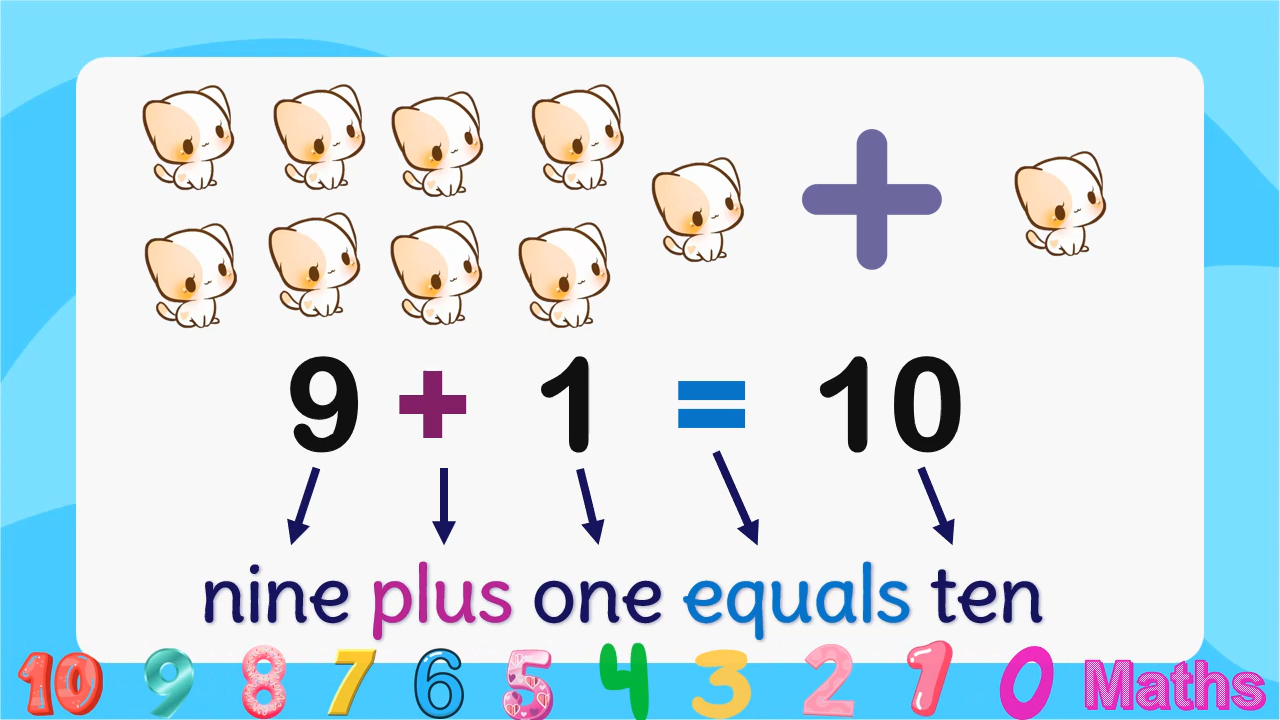 9 + 1 = 10
nine plus one equals ten
10 9 8 7 6 5 4 3 2 1 0 Maths